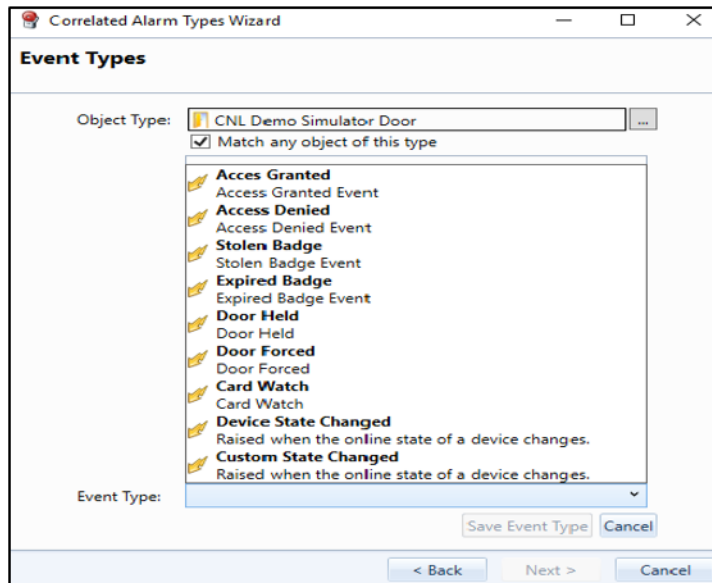 Correlated Alarm Types Wizard
Event Types
Object Type: CNL Demo Simulator Door ...
Match any object of this type
Acces Granted
Access Granted Event
Access Denied
Access Denied Event
Stolen Badge
Stolen Badge Event
Expired Badge
Expired Badge Event
Door Held
Door Held
Door Forced
Door Forced
Card Watch
Card Watch
Device State Changed
Raised when the online state of a device changes.
Custom State Changed
Raised when the online state of a device changes.
Event Type:
Save Event Type Cancel
< Back Next > Cancel